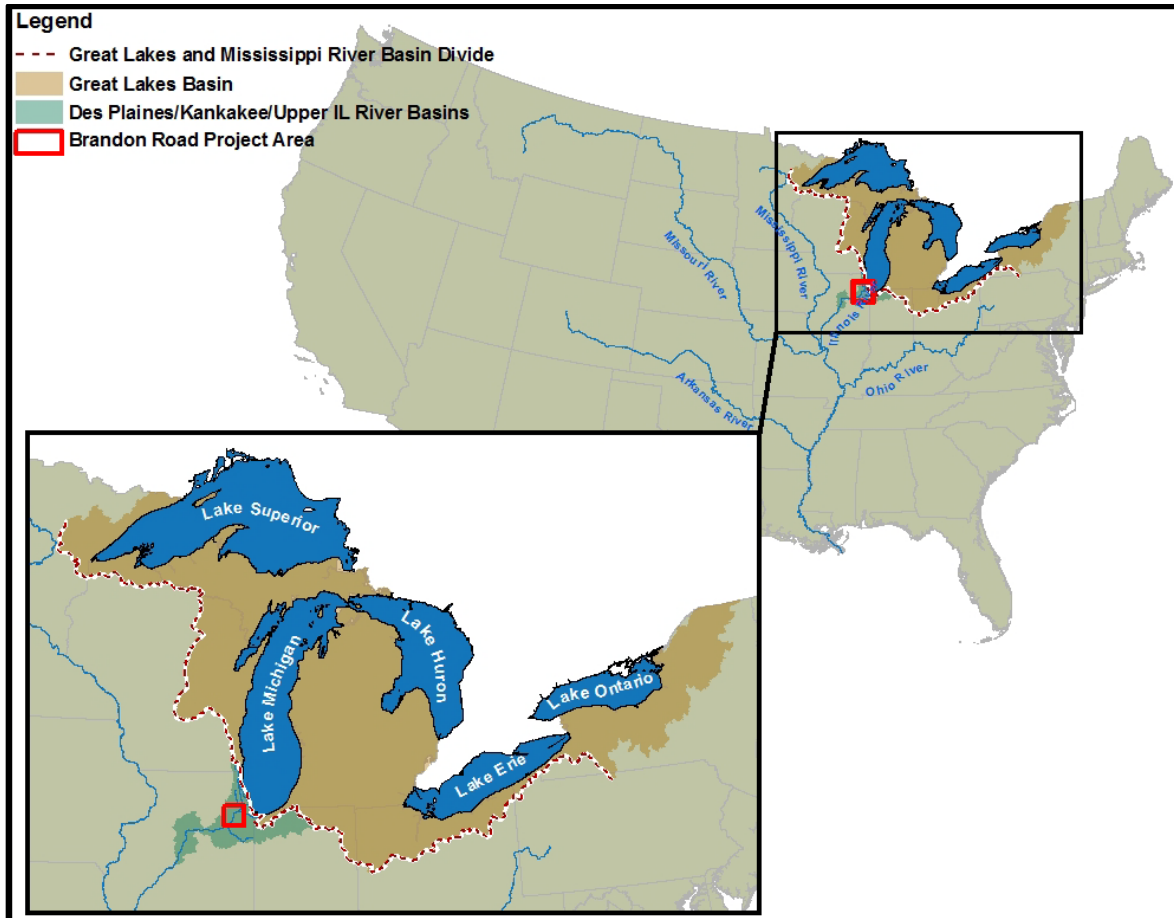 Legend
Great Lakes and Mississippi River Basin Divide
Great Lakes Basin
Des Plaines/Kankakee/Upper IL River Basins
Brandon Road Project Area
Missouri River
Mississippi River
Illinois
Arkansas River
Ohio River
Lake Superior
Lake Michigan
Lake Huron
Lake Ontario
Lake Erie